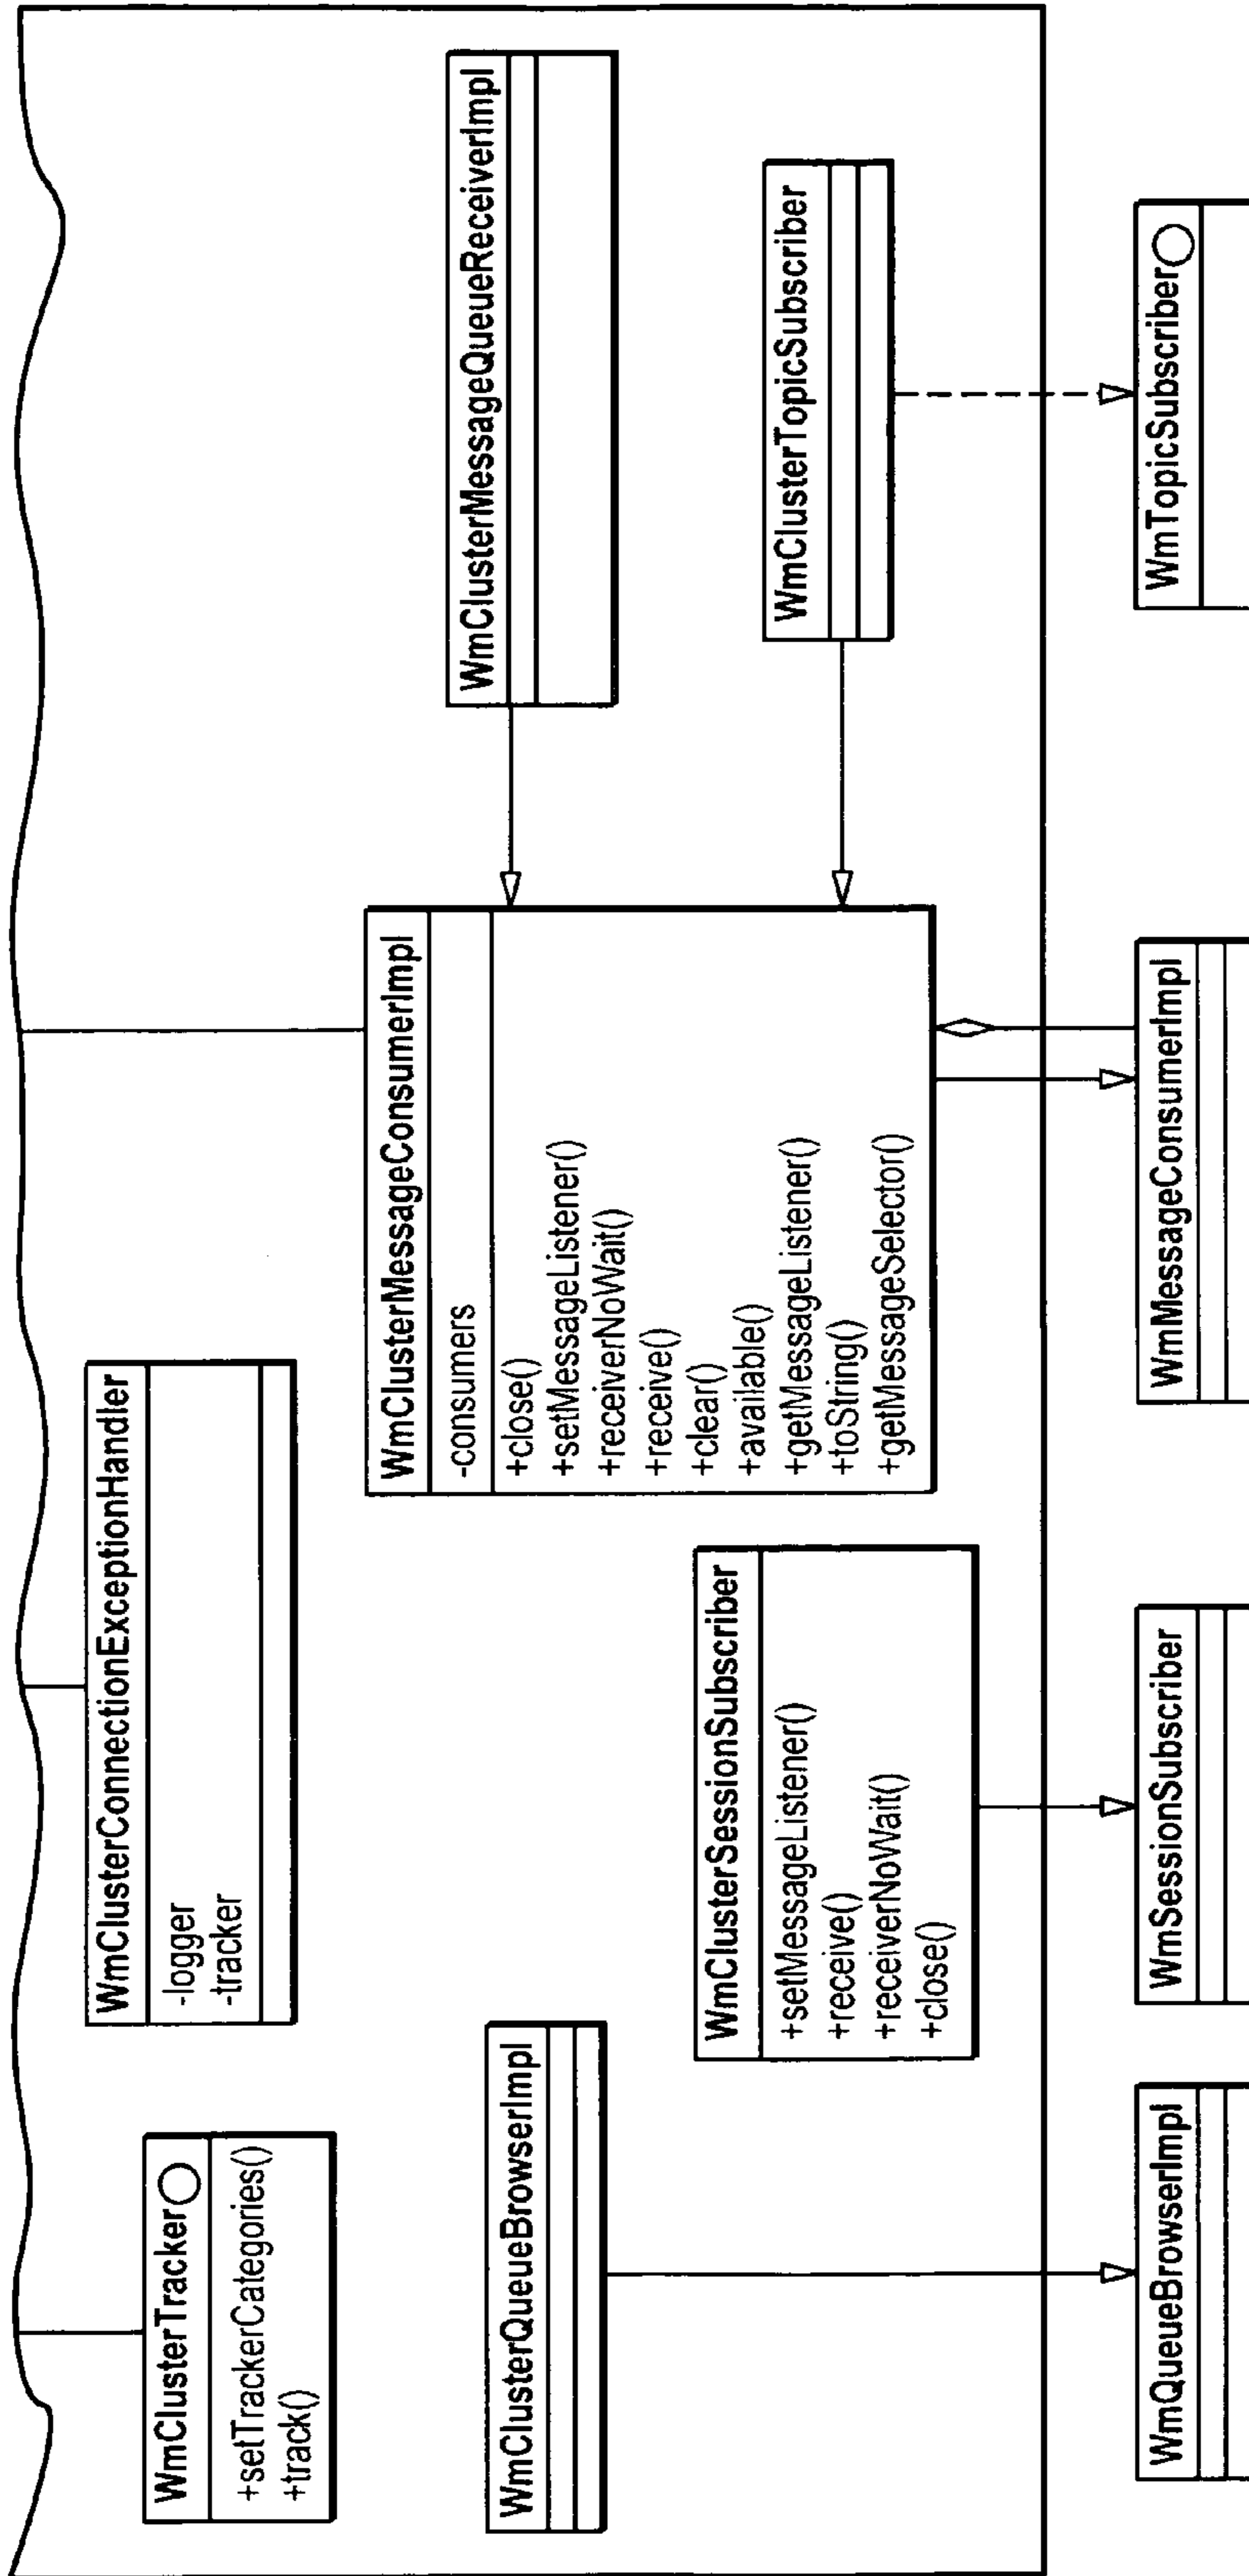 WmClusterTracker
+setTrackerCategories()
+track()
WmClusterConnectionExceptionHandler
-logger
-tracker
WmClusterQueueBrowserImpl
WmClusterSessionSubscriber
+setMessageListener()
+receive()
+receiverNoWait()
+close()
WmClusterMessageConsumerImpl
-consumers
+close()
+setMessageListener()
+receiverNoWait()
+receive()
+clear()
+available()
+getMessageListener()
+toString()
+getMessageSelector()
WmClusterMessageQueueReceiverImpl
WmClusterTopicSubscriber
WmQueueBrowserImpl
WmSessionSubscriber
WmMessageConsumerImpl
WmTopicSubscriber